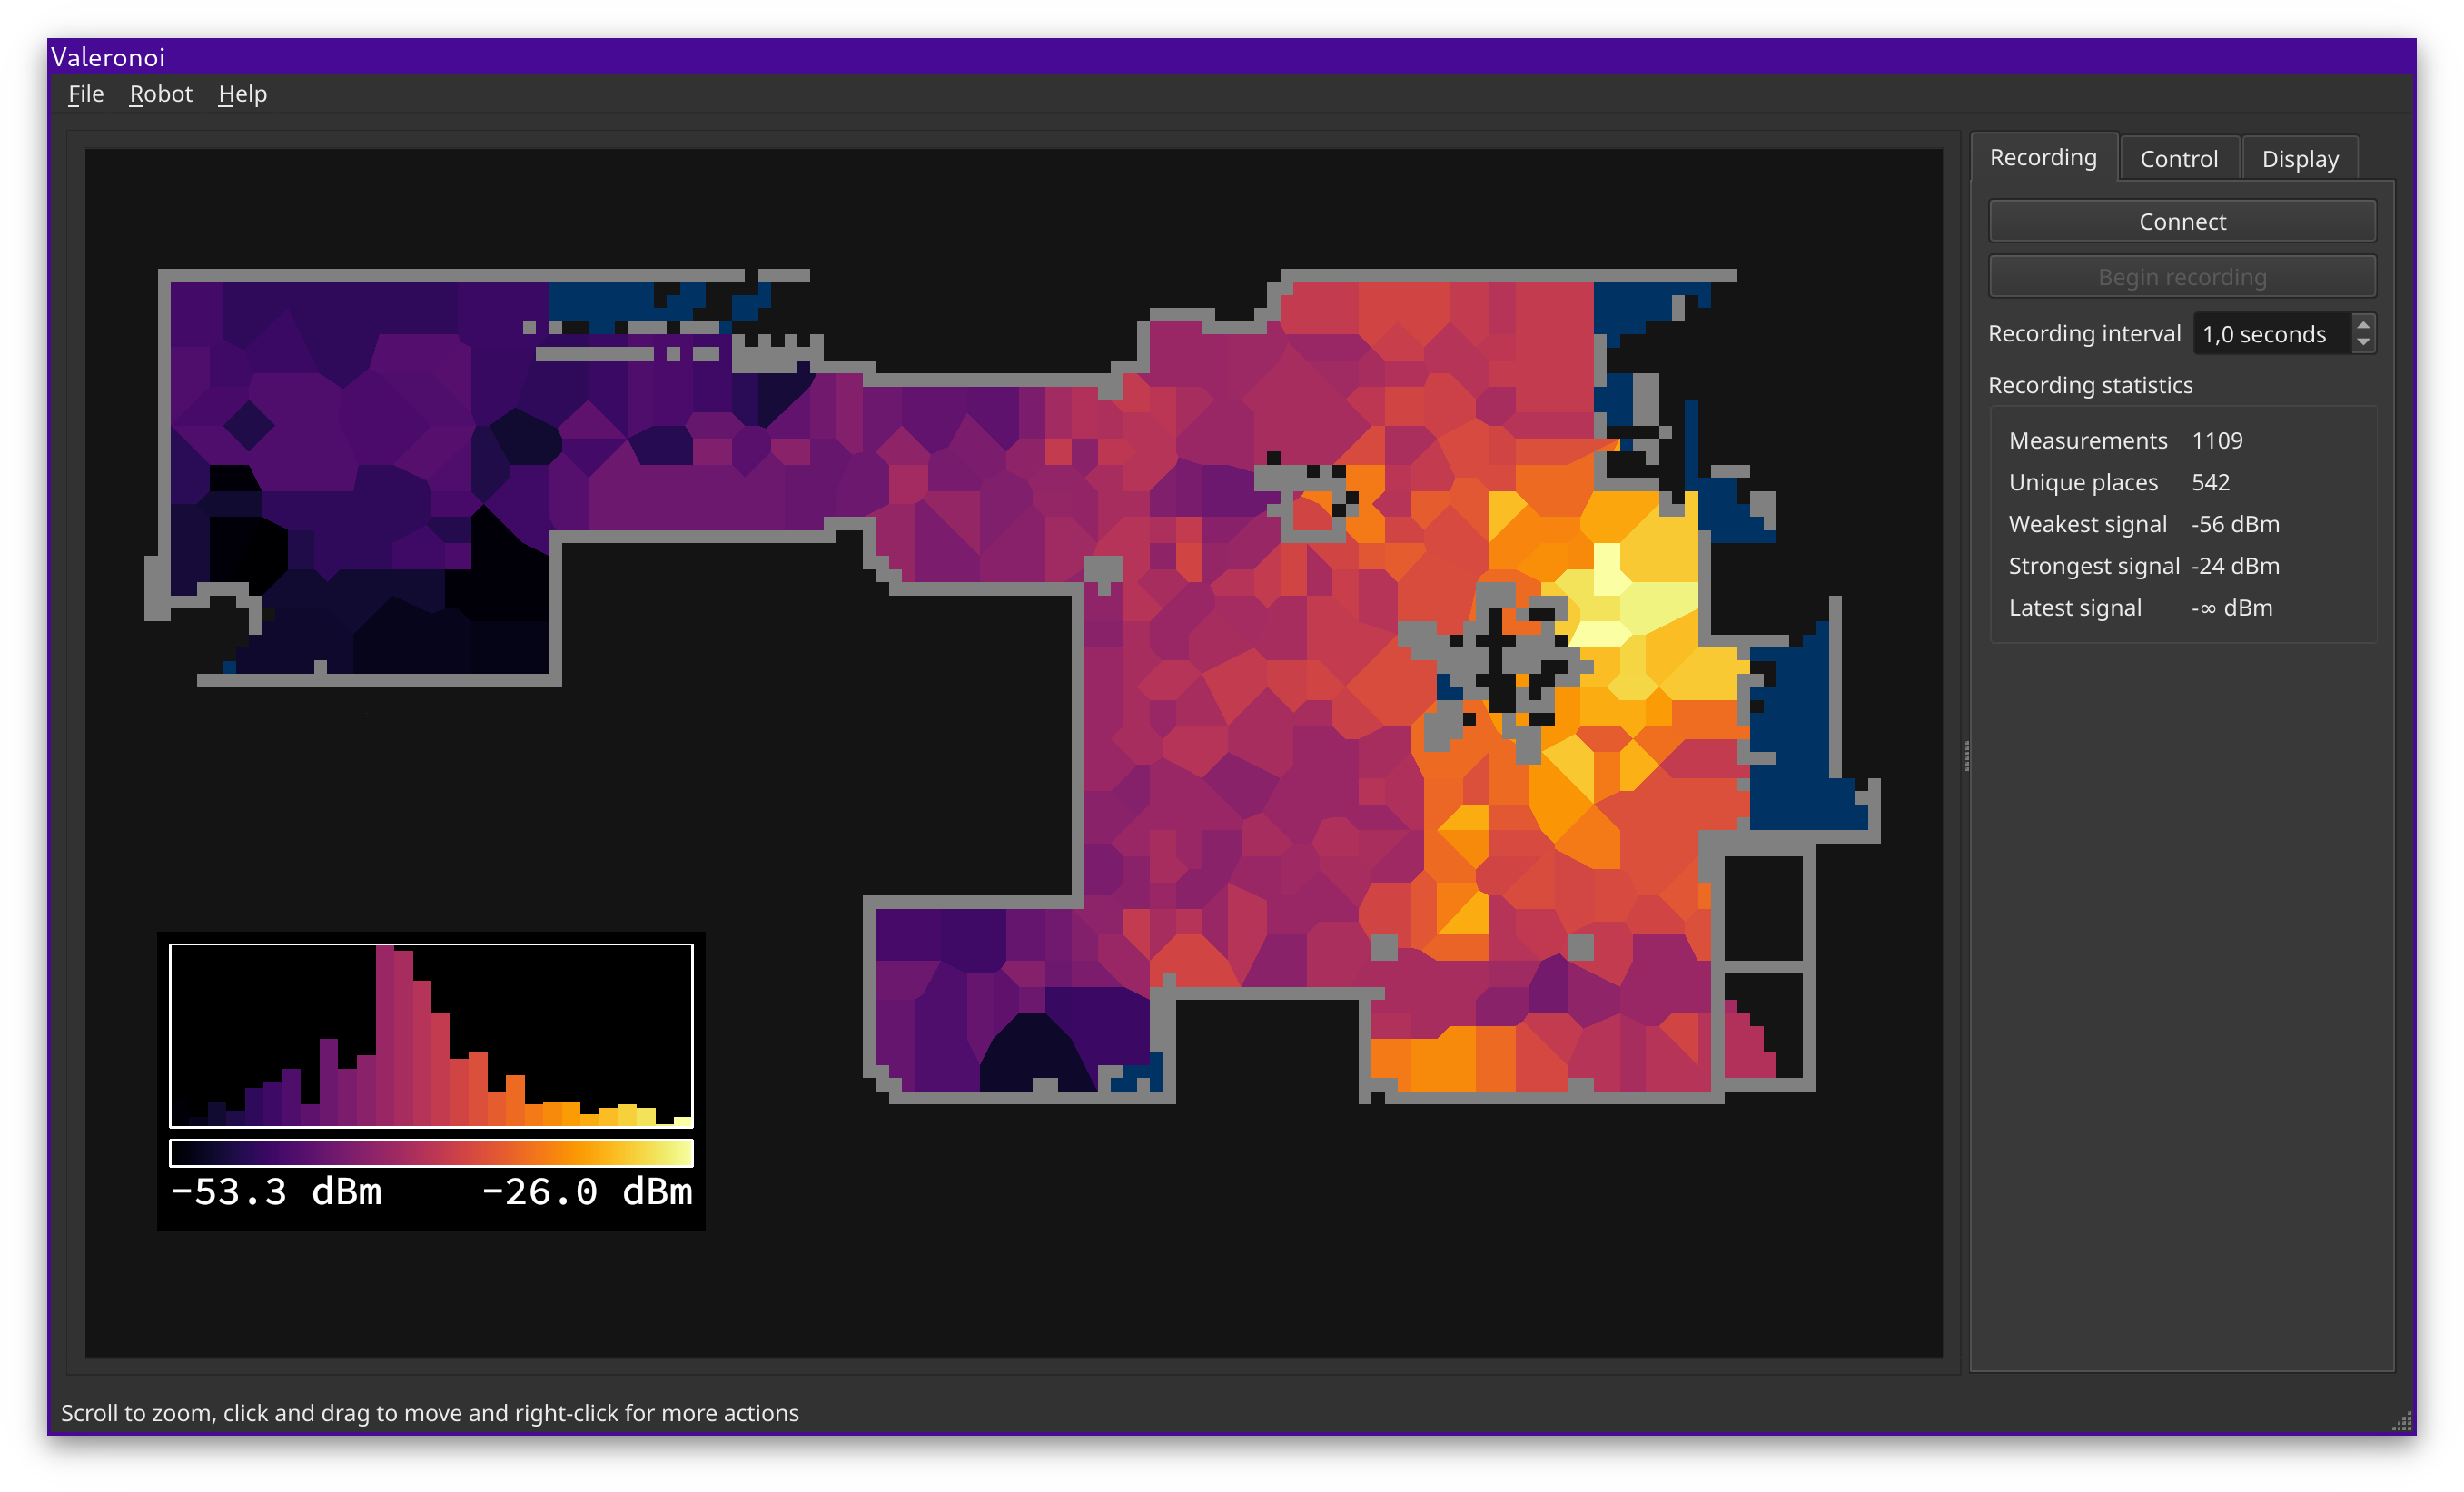 Valeronoi
File Robot Help
Recording Control Display
Connect
Begin recording
Recording interval 1,0 seconds
Recording statistics
Measurements 1109
Unique places 542
Weakest signal -56 dBm
Strongest signal -24 dBm
Latest signal -∞ dBm
-53.3 dBm -26.0 dBm
Scroll to zoom, click and drag to move and right-click for more actions